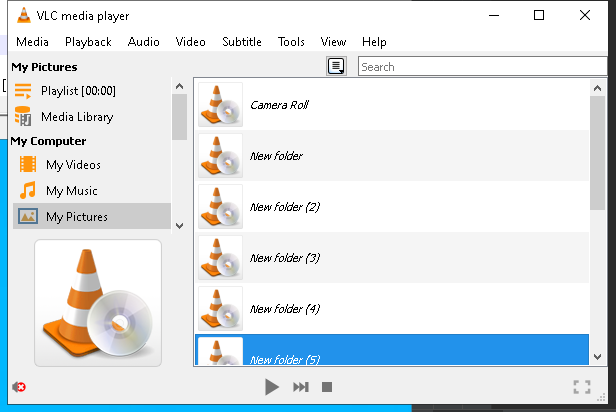 VLC media player
Media Playback Audio Video Subtitle Tools View Help
My Pictures
Search
Playlist [00:00]
Media Library
My Computer
My Videos
My Music
My Pictures
Camera Roll
New folder
New folder (2)
New folder (3)
New folder (4)
New folder (5)